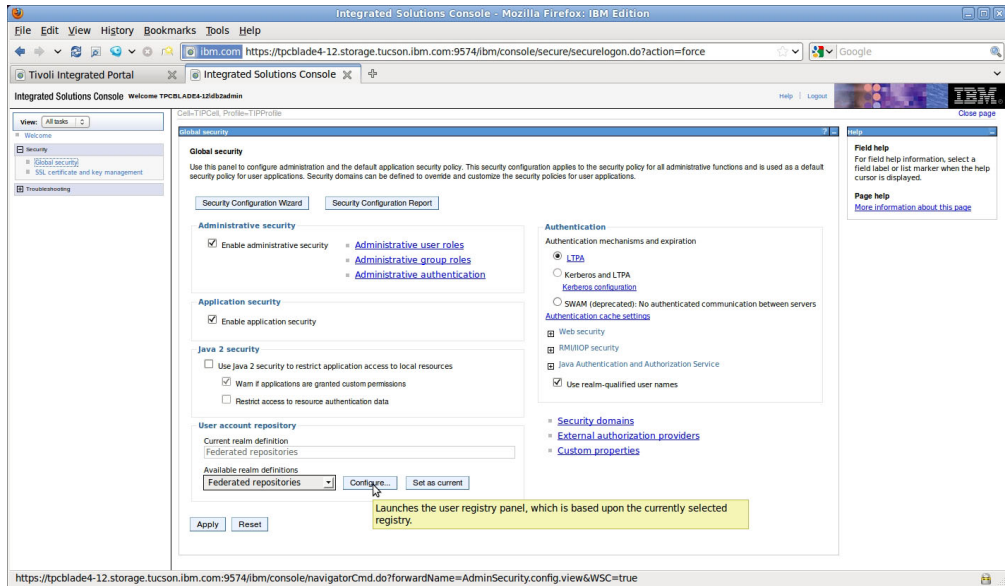 Integrated Solutions Console - Mozilla Firefox: IBM Edition
File Edit View History Bookmarks Tools Help
ibm.com https://tpcblade4-12.storage.tucson.ibm.com:9574/ibm/console/secure/securelogon.do?action=force
Google
Tivoli Integrated Portal
Integrated Solutions Console
Integrated Solutions Console Welcome TPCBLADE4-12\db2admin
Help | Logout
IBM.
View: All tasks
Cell=TIPCell, Profile=TIPProfile
Close page
Welcome
Security
Global security
SSL certificate and key management
Troubleshooting
Global security
Global security
Use this panel to configure administration and the default application security policy. This security configuration applies to the security policy for all administrative functions and is used as a default
security policy for user applications. Security domains can be defined to override and customize the security policies for user applications.
Security Configuration Wizard
Security Configuration Report
Administrative security
Enable administrative security
Administrative user roles
Administrative group roles
Administrative authentication
Application security
Enable application security
Java 2 security
Use Java 2 security to restrict application access to local resources
Warn if applications are granted custom permissions
Restrict access to resource authentication data
User account repository
Current realm definition
Federated repositories
Available realm definitions
Federated repositories
Configure...
Set as current
Launches the user registry panel, which is based upon the currently selected
registry.
Apply
Reset
Authentication
Authentication mechanisms and expiration
LTPA
Kerberos and LTPA
Kerberos configuration
SWAM (deprecated): No authenticated communication between servers
Authentication cache settings
Web security
RMI/IIOP security
Java Authentication and Authorization Service
Use realm-qualified user names
Security domains
External authorization providers
Custom properties
Help
Field help
For field help information, select a
field label or list marker when the help
cursor is displayed.
Page help
More information about this page
https://tpcblade4-12.storage.tucson.ibm.com:9574/ibm/console/navigatorCmd.do?forwardName=AdminSecurity.config.view&WSC=true